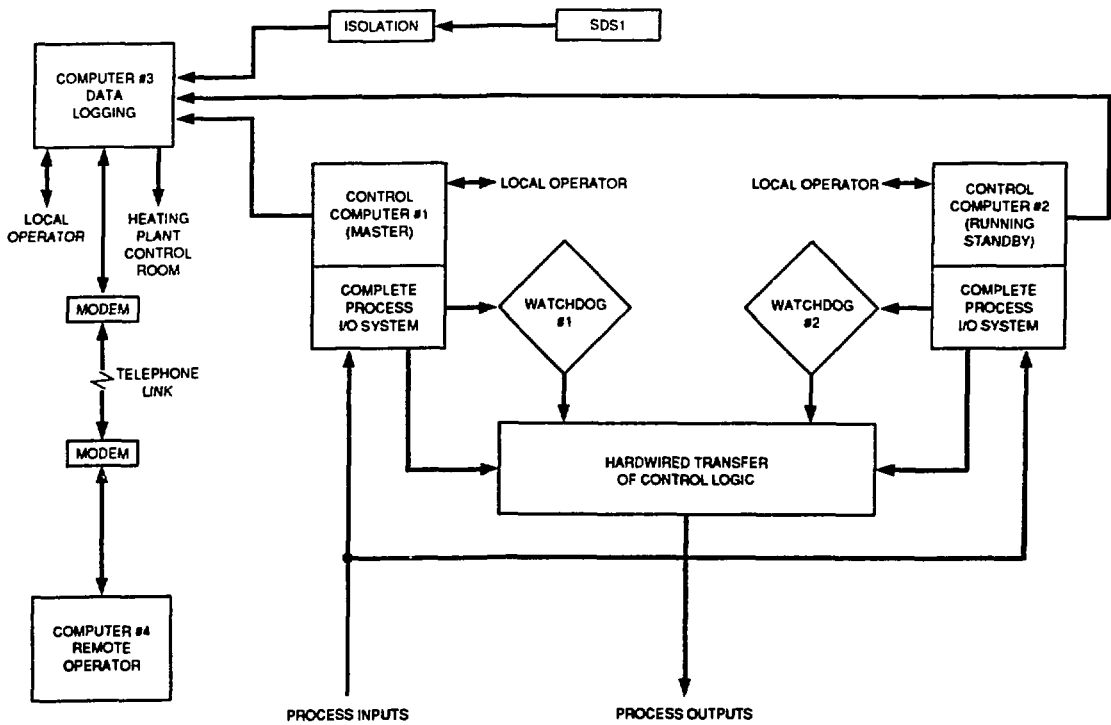 ISOLATION
SDS1
COMPUTER #3
DATA
LOGGING
LOCAL
OPERATOR
HEATING
PLANT
CONTROL
ROOM
MODEM
TELEPHONE
LINK
MODEM
COMPUTER #4
REMOTE
OPERATOR
CONTROL
COMPUTER #1
(MASTER)
COMPLETE
PROCESS
I/O SYSTEM
LOCAL OPERATOR
WATCHDOG
#1
LOCAL OPERATOR
CONTROL
COMPUTER #2
(RUNNING
STANDBY)
COMPLETE
PROCESS
I/O SYSTEM
WATCHDOG
#2
HARDWIRED TRANSFER
OF CONTROL LOGIC
PROCESS INPUTS
PROCESS OUTPUTS